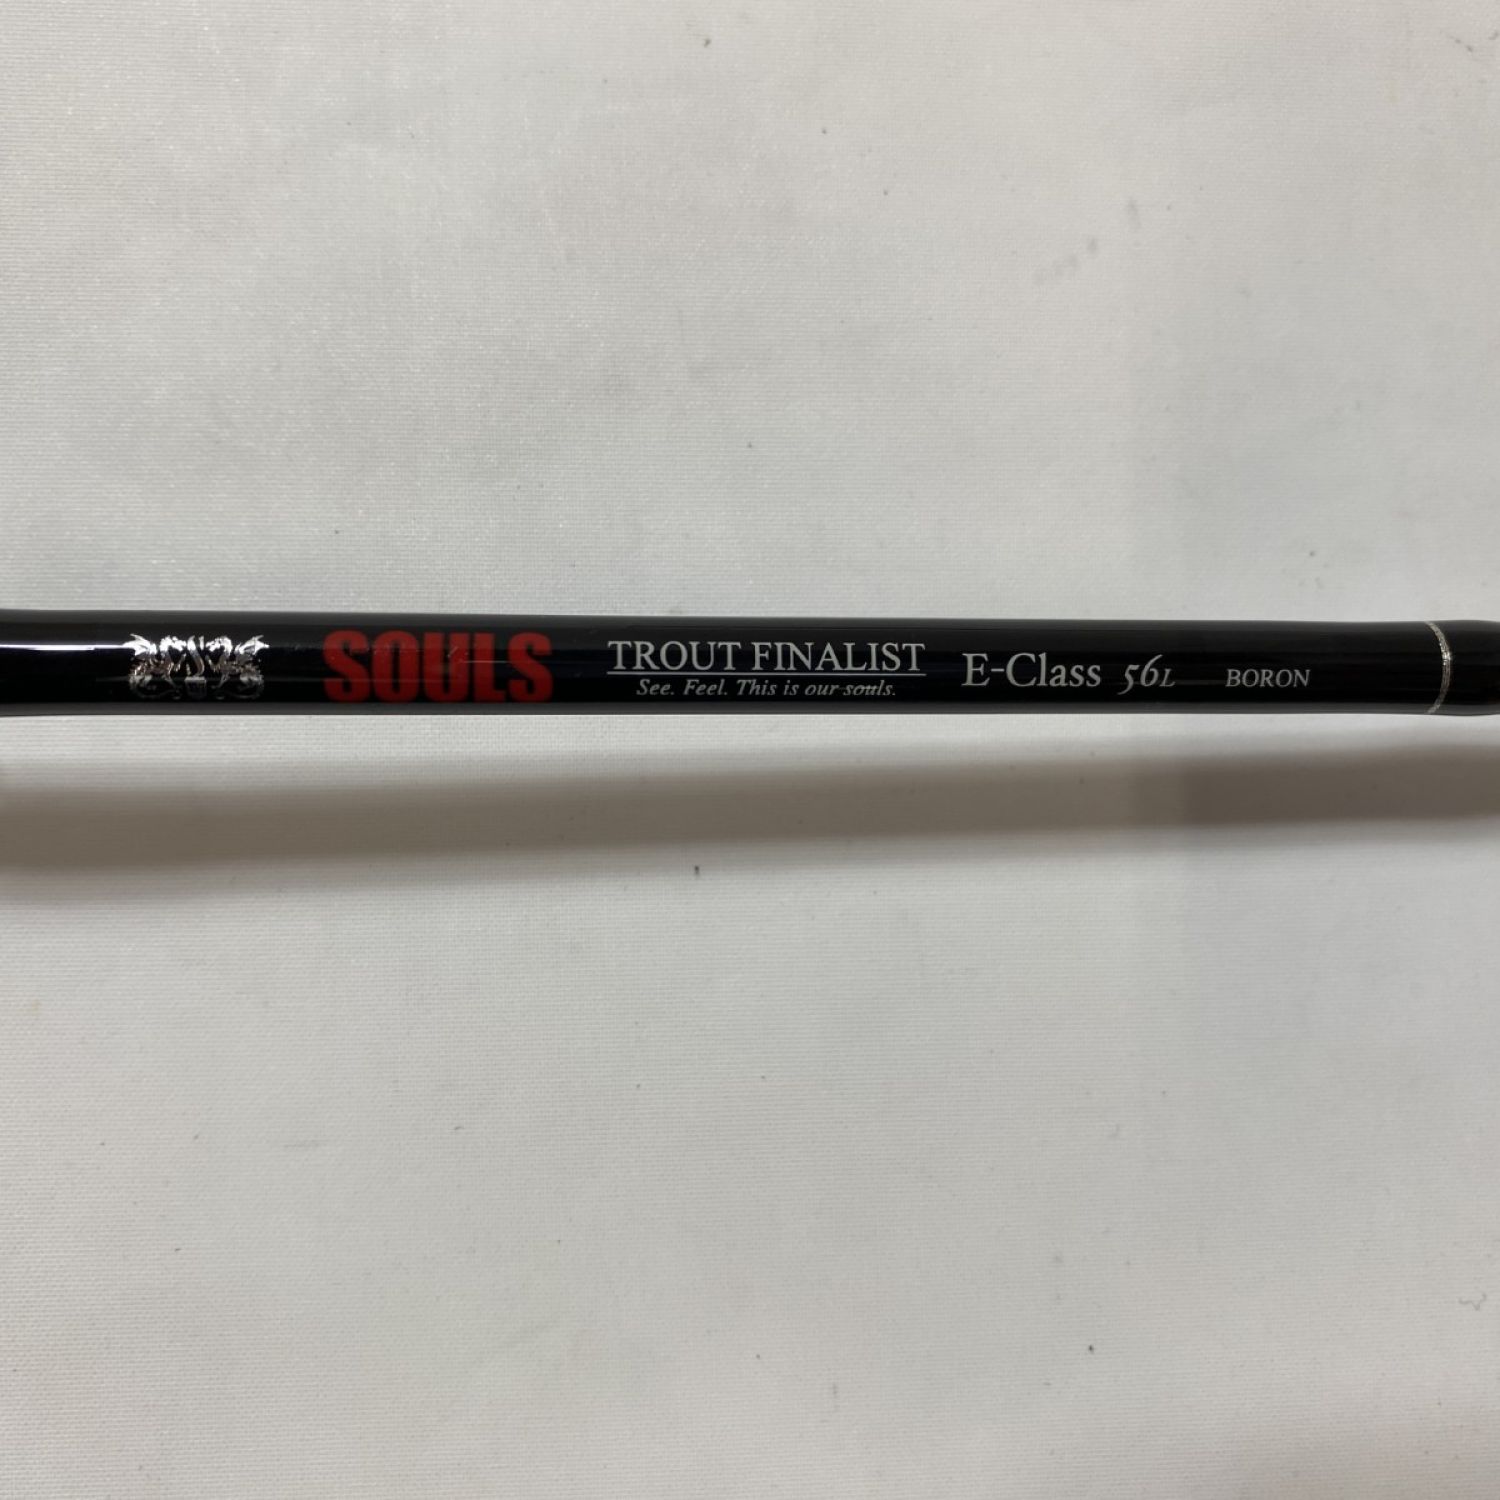 SOULS
TROUT FINALIST
See. Feel. This is our souls.
E-Class 56L BORON